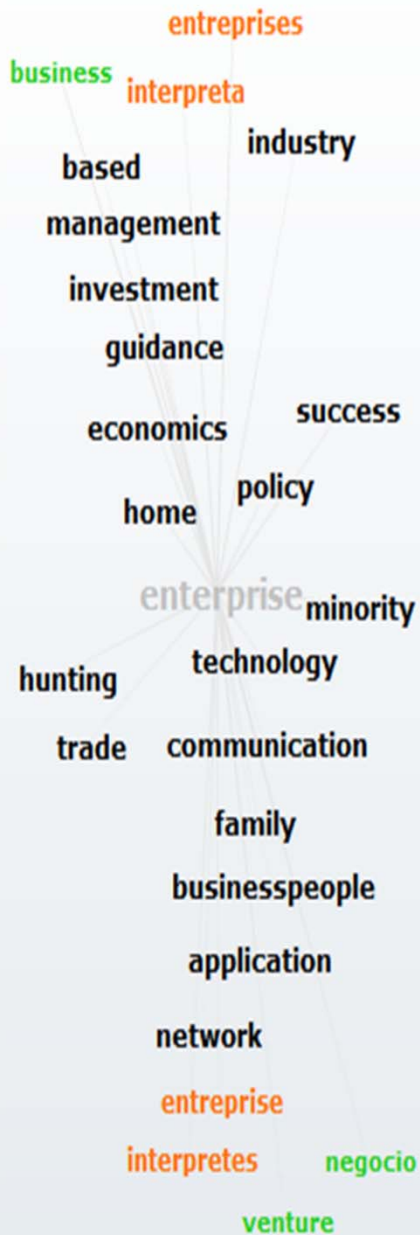 entreprises
business
interpreta
industry
based
management
investment
guidance
success
economics
policy
home
enterprise
minority
technology
hunting
trade
communication
family
businesspeople
application
network
entreprise
interpretes
negocio
venture